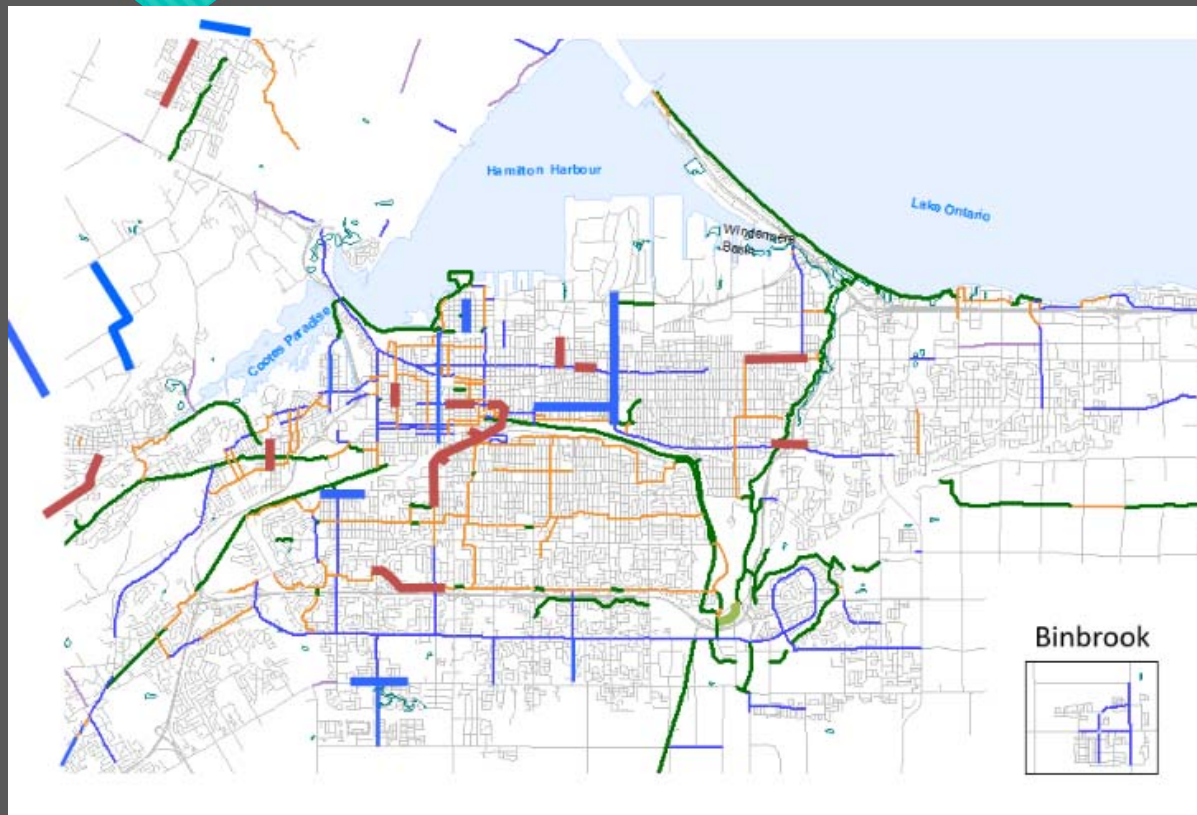 Hamilton Harbour
Lake Ontario
Windermere
Basin
Cootes Paradise
Binbrook